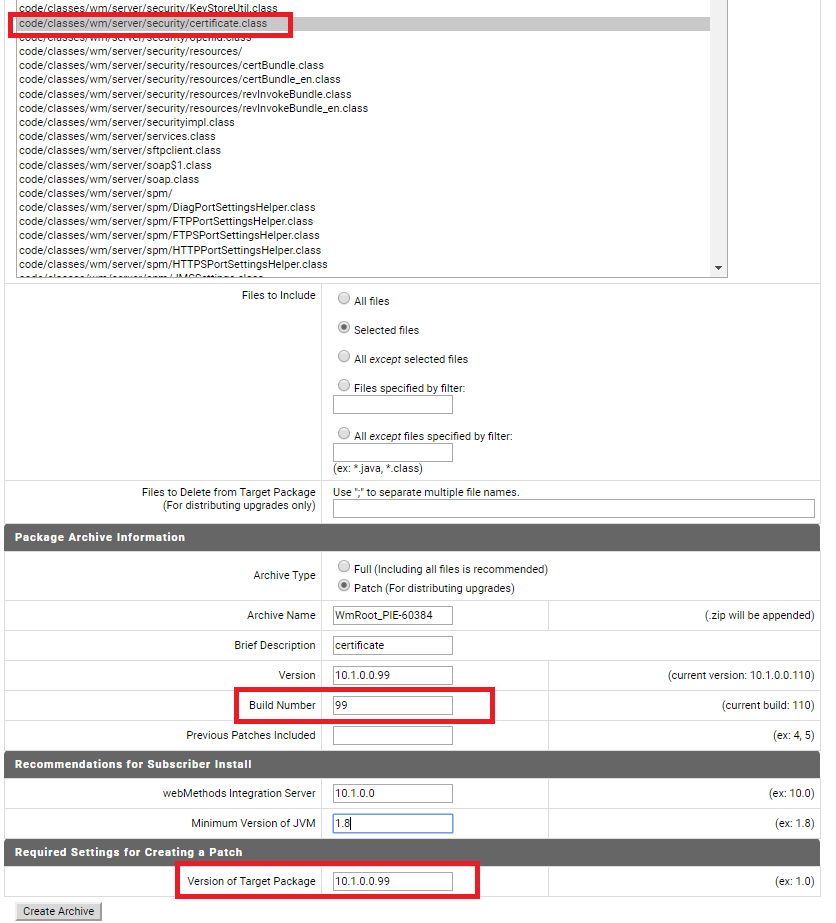 code/classes/wm/server/security/KeyStoreUtil.class
code/classes/wm/server/security/certificate.class
code/classes/wm/server/security/openid.class
code/classes/wm/server/security/resources/
code/classes/wm/server/security/resources/certBundle.class
code/classes/wm/server/security/resources/certBundle_en.class
code/classes/wm/server/security/resources/revInvokeBundle.class
code/classes/wm/server/security/resources/revInvokeBundle_en.class
code/classes/wm/server/securityimpl.class
code/classes/wm/server/services.class
code/classes/wm/server/sftpclient.class
code/classes/wm/server/soap$1.class
code/classes/wm/server/soap.class
code/classes/wm/server/spm/
code/classes/wm/server/spm/DiagPortSettingsHelper.class
code/classes/wm/server/spm/FTPPortSettingsHelper.class
code/classes/wm/server/spm/FTPSPortSettingsHelper.class
code/classes/wm/server/spm/HTTPPortSettingsHelper.class
code/classes/wm/server/spm/HTTPSPortSettingsHelper.class
code/classes/wm/server/spm/JMSSettings.class
Files to Include
All files
Selected files
All except selected files
Files specified by filter:
All except files specified by filter:
(ex: *.java, *.class)
Files to Delete from Target Package
(For distributing upgrades only)
Use ";" to separate multiple file names.
Package Archive Information
Archive Type
Full (Including all files is recommended)
Patch (For distributing upgrades)
Archive Name WmRoot_PIE-60384 (.zip will be appended)
Brief Description certificate
Version 10.1.0.0.99 (current version: 10.1.0.0.110)
Build Number 99 (current build: 110)
Previous Patches Included (ex: 4, 5)
Recommendations for Subscriber Install
webMethods Integration Server 10.1.0.0 (ex: 10.0)
Minimum Version of JVM 1.8 (ex: 1.8)
Required Settings for Creating a Patch
Version of Target Package 10.1.0.0.99 (ex: 1.0)
Create Archive